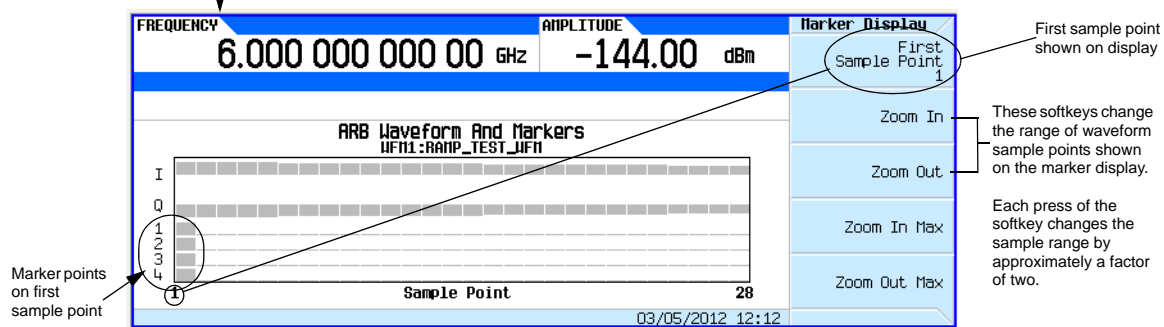 FREQUENCY
AMPLITUDE
6.000 000 000 00 GHz
-144.00 dBm
ARB Waveform And Markers
WFM1:RAMP_TEST_WFM
I
Q
1
2
3
4
1
Sample Point
28
03/05/2012 12:12
Marker Display
First
Sample Point
1
Zoom In
Zoom Out
Zoom In Max
Zoom Out Max
Marker points
on first
sample point
First sample point
shown on display
These softkeys change
the range of waveform
sample points shown
on the marker display.
Each press of the
softkey changes the
sample range by
approximately a factor
of two.